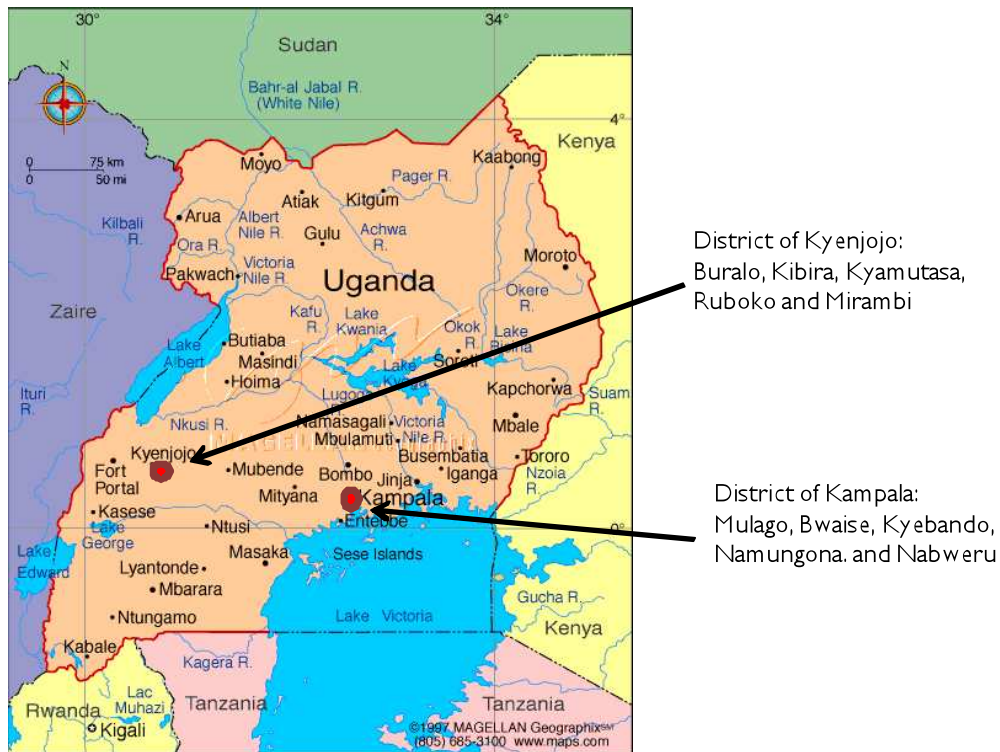 30°
34°
Sudan
N
Bahr-al Jabal R.
(White Nile)
4°
Kenya
0
75 km
0
50 mi
Moyo
Kaabong
Pager R.
Atiak
Kitgum
Kilbali
R.
Arua
Albert
Nile R.
Achwa
R.
Ora R.
Gulu
Moroto
Pakwach
Victoria
Nile R.
Uganda
Okere
R.
Zaire
Kafu
R.
Lake
Kwania
Okok
R.
Lake
Butiaba
Lake
Albert
Masindi
Soroti
Hoima
Lake
Kyoga
Kapchorwa
Suam
R.
Ituri
R.
Nkusi R.
Namasagali
Victoria
Nile R.
Mbulamuti
Mbale
Kyenjojo
Busembatia
Tororo
Fort
Portal
Mubende
Bombo
Jinja
Iganga
Nzoia
R.
Mityana
Kampala
Kasese
Lake
George
Ntusi
Entebbe
0°
Lake
Edward
Masaka
Sese Islands
Lyantonde
Mbarara
Gucha R.
Ntungamo
Lake Victoria
Kenya
Kabale
Kagera R.
Lac
Muhazi
Rwanda
Kigali
Tanzania
Tanzania
©1997 MAGELLAN Geographix℠
(805) 685-3100 www.maps.com
District of Kyenjojo:
Buralo, Kibira, Kyamutasa,
Ruboko and Mirambi
District of Kampala:
Mulago, Bwaise, Kyebando,
Namungona. and Nabweru